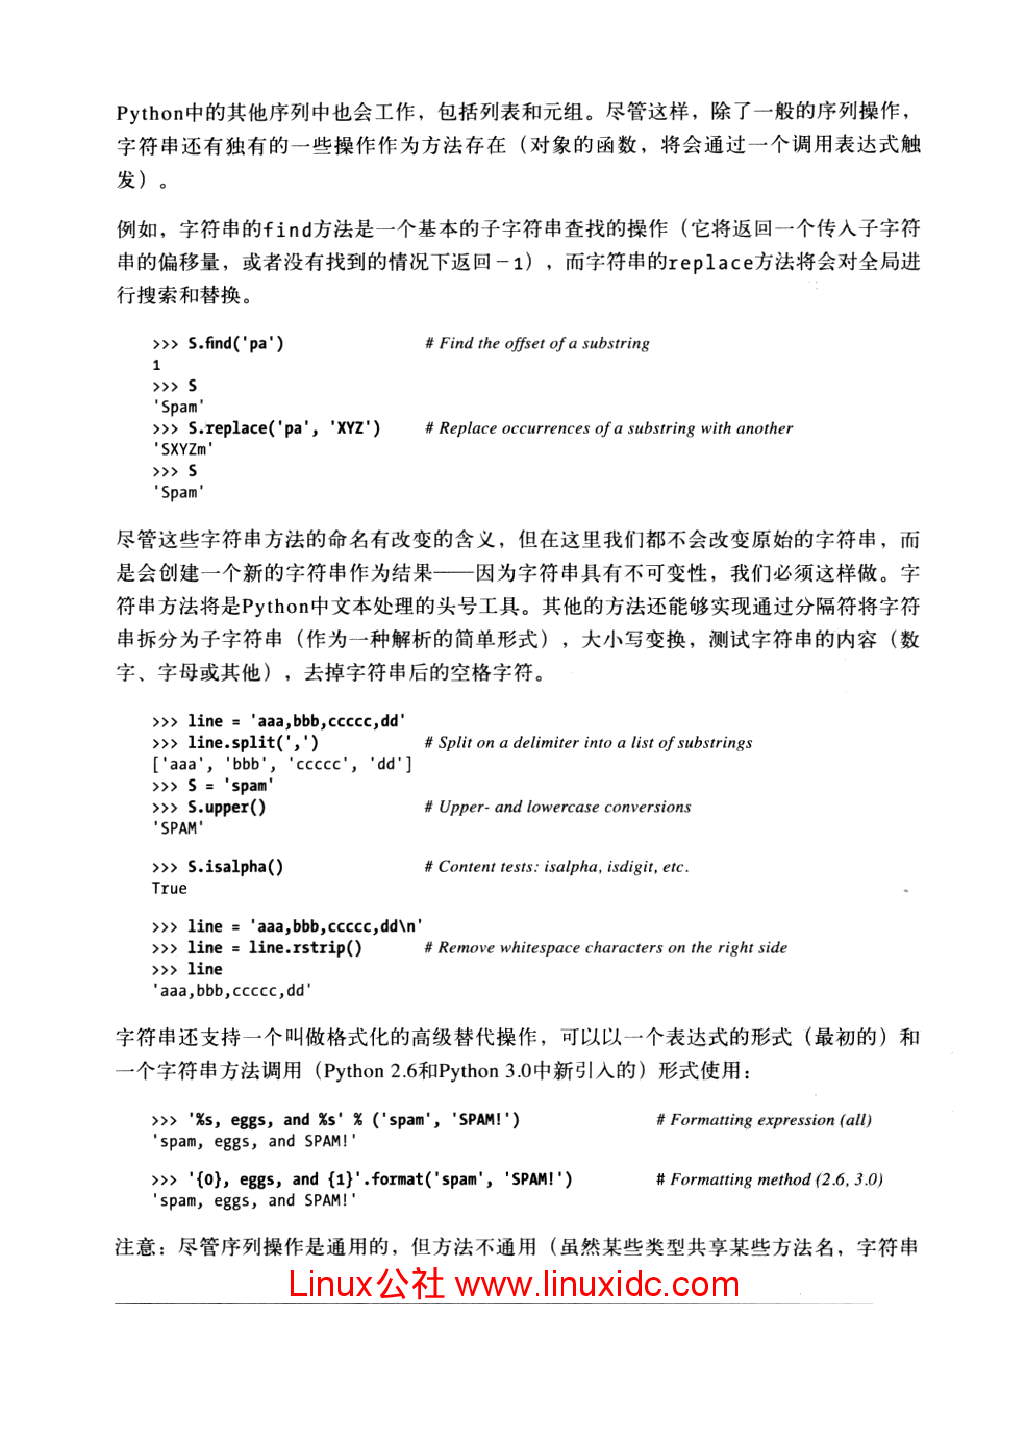 Python中的其他序列中也会工作，包括列表和元组。尽管这样，除了一般的序列操作，
字符串还有独有的一些操作作为方法存在（对象的函数，将会通过一个调用表达式触
发）。
例如，字符串的find方法是一个基本的子字符串查找的操作（它将返回一个传入子字符
串的偏移量，或者没有找到的情况下返回－1），而字符串的replace方法将会对全局进
行搜索和替换。
>>> S.find('pa') # Find the offset of a substring
1
>>> S
'Spam'
>>> S.replace('pa', 'XYZ') # Replace occurrences of a substring with another
'SXYZm'
>>> S
'Spam'
尽管这些字符串方法的命名有改变的含义，但在这里我们都不会改变原始的字符串，而
是会创建一个新的字符串作为结果——因为字符串具有不可变性，我们必须这样做。字
符串方法将是Python中文本处理的头号工具。其他的方法还能够实现通过分隔符将字符
串拆分为子字符串（作为一种解析的简单形式），大小写变换，测试字符串的内容（数
字、字母或其他），去掉字符串后的空格字符。
>>> line = 'aaa,bbb,ccccc,dd'
>>> line.split(',') # Split on a delimiter into a list of substrings
['aaa', 'bbb', 'ccccc', 'dd']
>>> S = 'spam'
>>> S.upper() # Upper- and lowercase conversions
'SPAM'
>>> S.isalpha() # Content tests: isalpha, isdigit, etc.
True
>>> line = 'aaa,bbb,ccccc,dd\n'
>>> line = line.rstrip() # Remove whitespace characters on the right side
>>> line
'aaa,bbb,ccccc,dd'
字符串还支持一个叫做格式化的高级替代操作，可以以一个表达式的形式（最初的）和
一个字符串方法调用（Python 2.6和Python 3.0中新引入的）形式使用：
>>> '%s, eggs, and %s' % ('spam', 'SPAM!') # Formatting expression (all)
'spam, eggs, and SPAM!'
>>> '{0}, eggs, and {1}'.format('spam', 'SPAM!') # Formatting method (2.6, 3.0)
'spam, eggs, and SPAM!'
注意：尽管序列操作是通用的，但方法不通用（虽然某些类型共享某些方法名，字符串
Linux公社 www.linuxidc.com